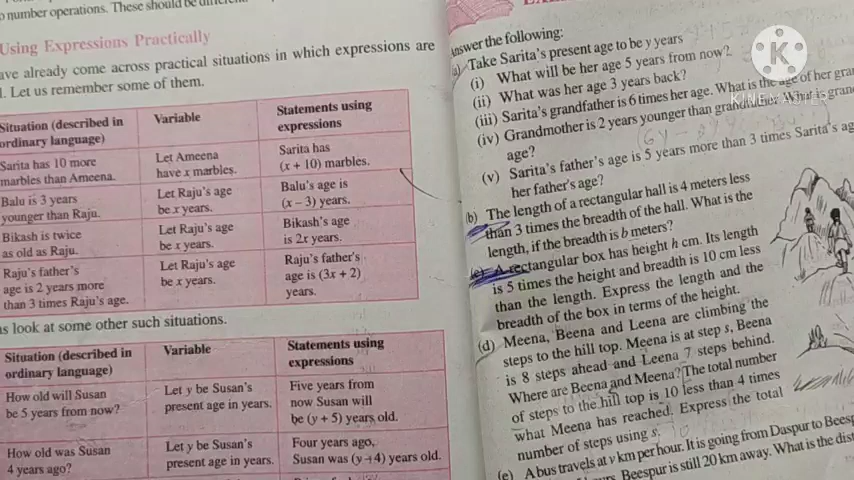 number operations. These should be
Using Expressions Practically
ave already come across practical situations in which expressions are
. Let us remember some of them.
Situation (described in
ordinary language)
Variable
Statements using
expressions
Sarita has 10 more
marbles than Ameena.
Let Ameena
have x marbles.
Sarita has
(x + 10) marbles.
Balu is 3 years
younger than Raju.
Let Raju's age
be x years.
Balu's age is
(x – 3) years.
Bikash is twice
as old as Raju.
Let Raju's age
be x years.
Bikash's age
is 2x years.
Raju's father's
age is 2 years more
than 3 times Raju's age.
Let Raju's age
be x years.
Raju's father's
age is (3x + 2)
years.
us look at some other such situations.
Situation (described in
ordinary language)
Variable
Statements using
expressions
How old will Susan
be 5 years from now?
Let y be Susan's
present age in years.
Five years from
now Susan will
be (y + 5) years old.
How old was Susan
4 years ago?
Let y be Susan's
present age in years.
Four years ago,
Susan was (y – 4) years old.
Answer the following:
(a) Take Sarita's present age to be y years
(i) What will be her age 5 years from now?
(ii) What was her age 3 years back?
(iii) Sarita's grandfather is 6 times her age. What is the age of her gran
(iv) Grandmother is 2 years younger than grandfather. What is gran
age?
(v) Sarita's father's age is 5 years more than 3 times Sarita's ag
her father's age?
(b) The length of a rectangular hall is 4 meters less
than 3 times the breadth of the hall. What is the
length, if the breadth is b meters?
(c) A rectangular box has height h cm. Its length
is 5 times the height and breadth is 10 cm less
than the length. Express the length and the
breadth of the box in terms of the height.
(d) Meena, Beena and Leena are climbing the
steps to the hill top. Meena is at step s, Beena
is 8 steps ahead and Leena 7 steps behind.
Where are Beena and Meena? The total number
of steps to the hill top is 10 less than 4 times
what Meena has reached. Express the total
number of steps using s.
(e) A bus travels at v km per hour. It is going from Daspur to Beesp
Beespur is still 20 km away. What is the dist
K
KINEMASTER